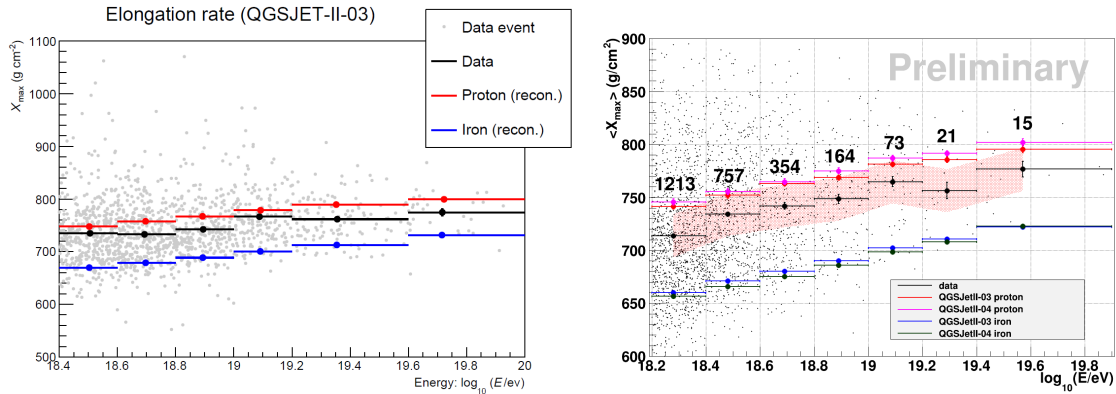 Elongation rate (QGSJET-II-03)
Data event
Data
Proton (recon.)
Iron (recon.)
X_max (g cm⁻²)
1100
1000
900
800
700
600
500
18.4 18.6 18.8 19 19.2 19.4 19.6 19.8 20
Energy: log₁₀ (E/ev)
Preliminary
<X_max> (g/cm²)
900
850
800
750
700
650
600
1213 757 354 164 73 21 15
data
QGSJetII-03 proton
QGSJetII-04 proton
QGSJetII-03 iron
QGSJetII-04 iron
18.2 18.4 18.6 18.8 19 19.2 19.4 19.6 19.8
log₁₀(E/eV)